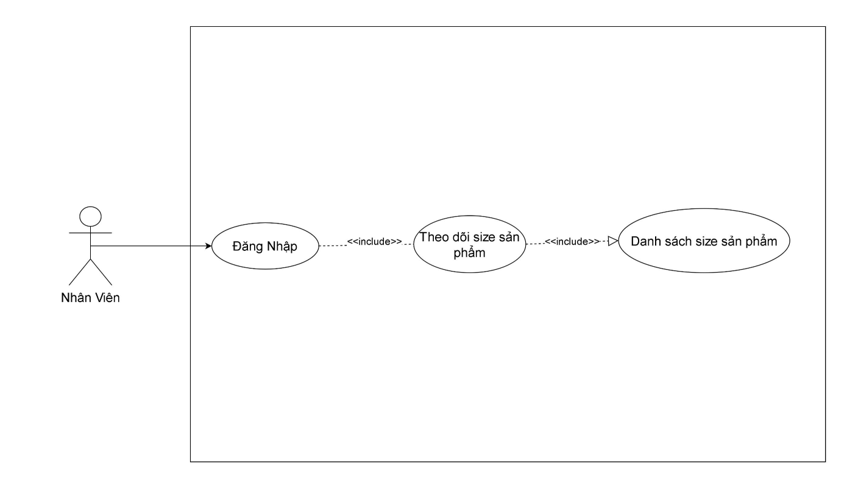 Nhân Viên
Đăng Nhập
<<include>>
Theo dõi size sản
phẩm
<<include>>
Danh sách size sản phẩm